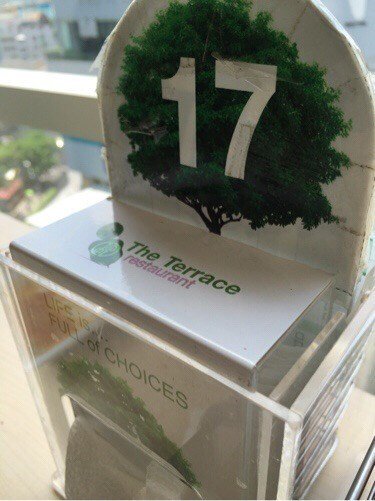 17
The Terrace
restaurant
LIFE is...
FULL of CHOICES